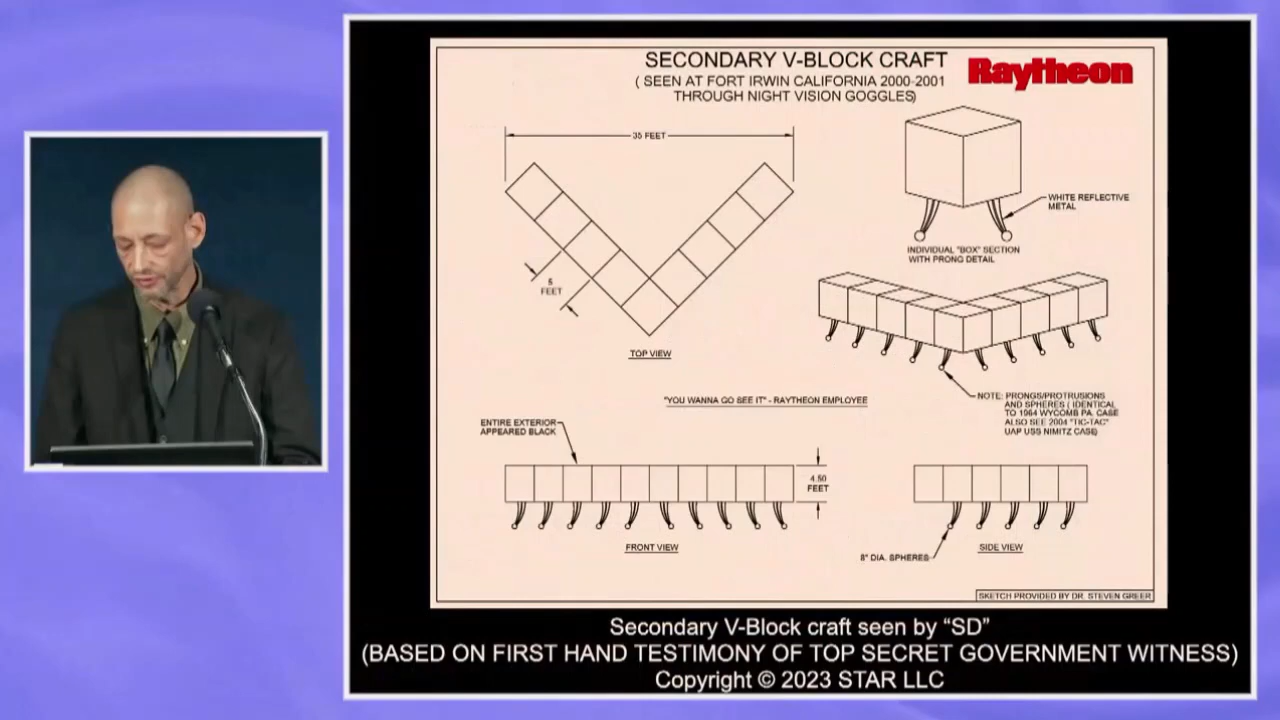 SECONDARY V-BLOCK CRAFT
( SEEN AT FORT IRWIN CALIFORNIA 2000-2001
THROUGH NIGHT VISION GOGGLES)
Raytheon
35 FEET
WHITE REFLECTIVE
METAL
INDIVIDUAL "BOX" SECTION
WITH PRONG DETAIL
5
FEET
TOP VIEW
"YOU WANNA GO SEE IT" - RAYTHEON EMPLOYEE
NOTE: PRONGS/PROTRUSIONS
AND SPHERES ( IDENTICAL
TO 1964 WYCOMB PA. CASE
ALSO SEE 2004 "TIC-TAC"
UAP USS NIMITZ CASE)
ENTIRE EXTERIOR
APPEARED BLACK
4.50
FEET
FRONT VIEW
8" DIA. SPHERES
SIDE VIEW
SKETCH PROVIDED BY DR. STEVEN GREER
Secondary V-Block craft seen by “SD”
(BASED ON FIRST HAND TESTIMONY OF TOP SECRET GOVERNMENT WITNESS)
Copyright © 2023 STAR LLC